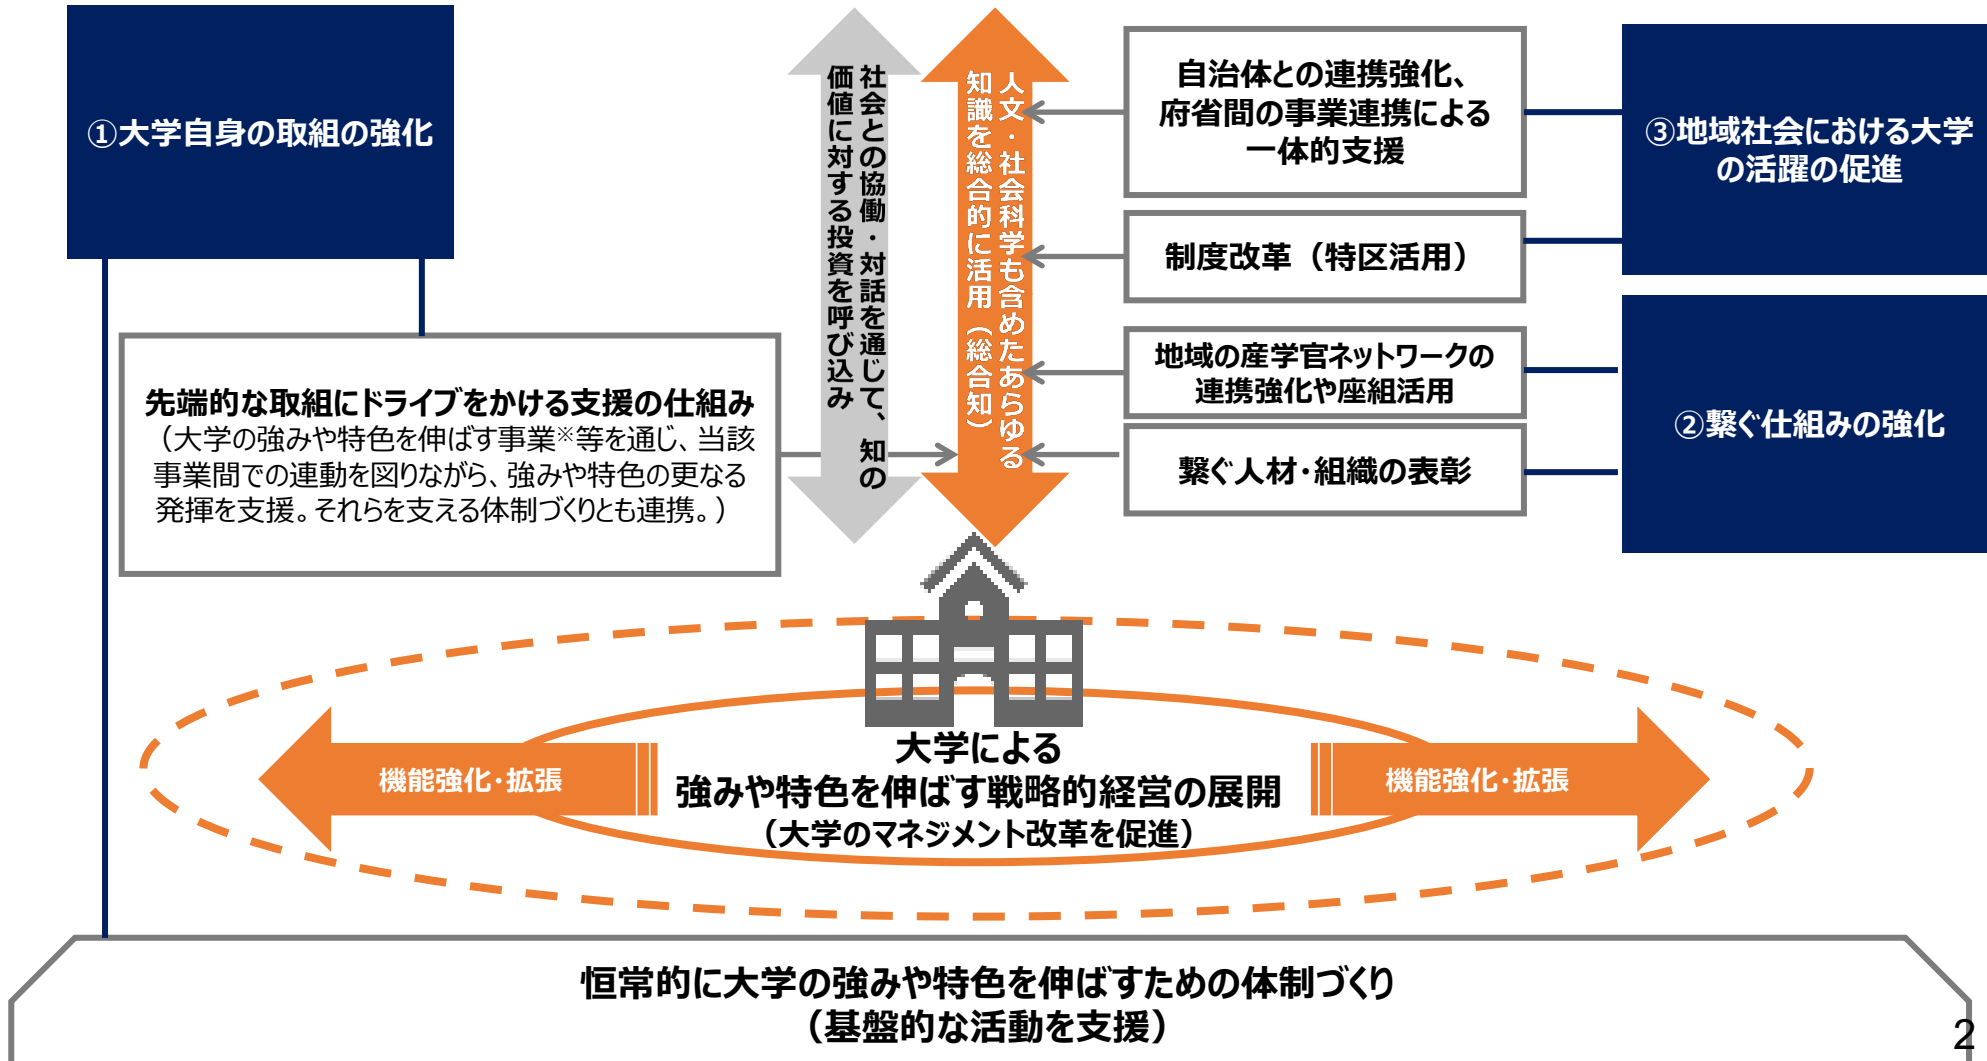 ①大学自身の取組の強化
先端的な取組にドライブをかける支援の仕組み
（大学の強みや特色を伸ばす事業※等を通じ、当該
事業間での連動を図りながら、強みや特色の更なる
発揮を支援。それらを支える体制づくりとも連携。）
社会との協働・対話を通じて、知の
価値に対する投資を呼び込み
人文・社会科学も含めたあらゆる
知識を総合的に活用（総合知）
自治体との連携強化、
府省間の事業連携による
一体的支援
制度改革（特区活用）
地域の産学官ネットワークの
連携強化や座組活用
繋ぐ人材・組織の表彰
③地域社会における大学
の活躍の促進
②繋ぐ仕組みの強化
機能強化・拡張
大学による
強みや特色を伸ばす戦略的経営の展開
（大学のマネジメント改革を促進）
機能強化・拡張
恒常的に大学の強みや特色を伸ばすための体制づくり
（基盤的な活動を支援）
2